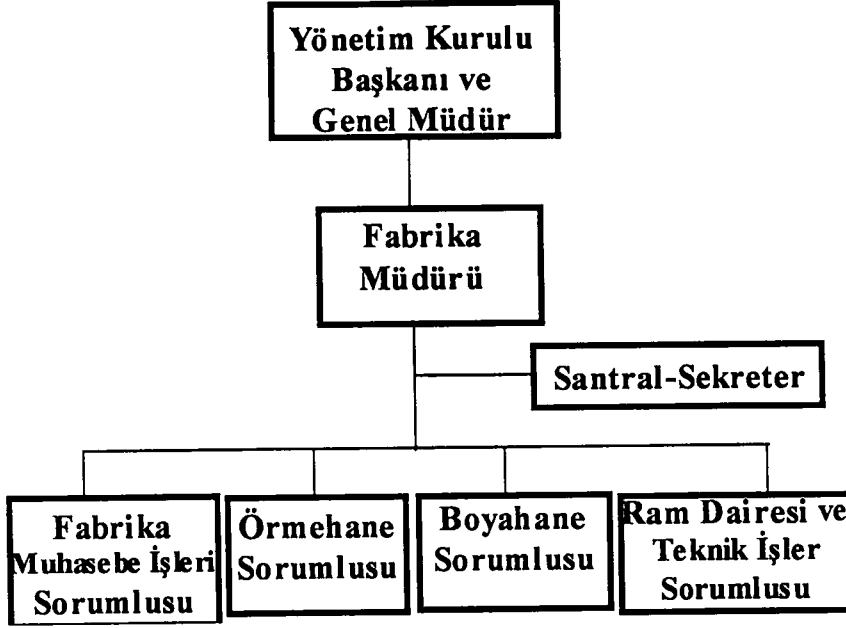 Yönetim Kurulu
Başkanı ve
Genel Müdür
Fabrika
Müdürü
Santral-Sekreter
Fabrika
Muhasebe İşleri
Sorumlusu
Örmehane
Sorumlusu
Boyahane
Sorumlusu
Ram Dairesi ve
Teknik İşler
Sorumlusu